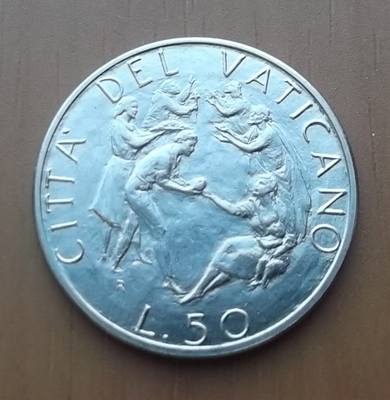 CITTA' DEL VATICANO
R
L. 50